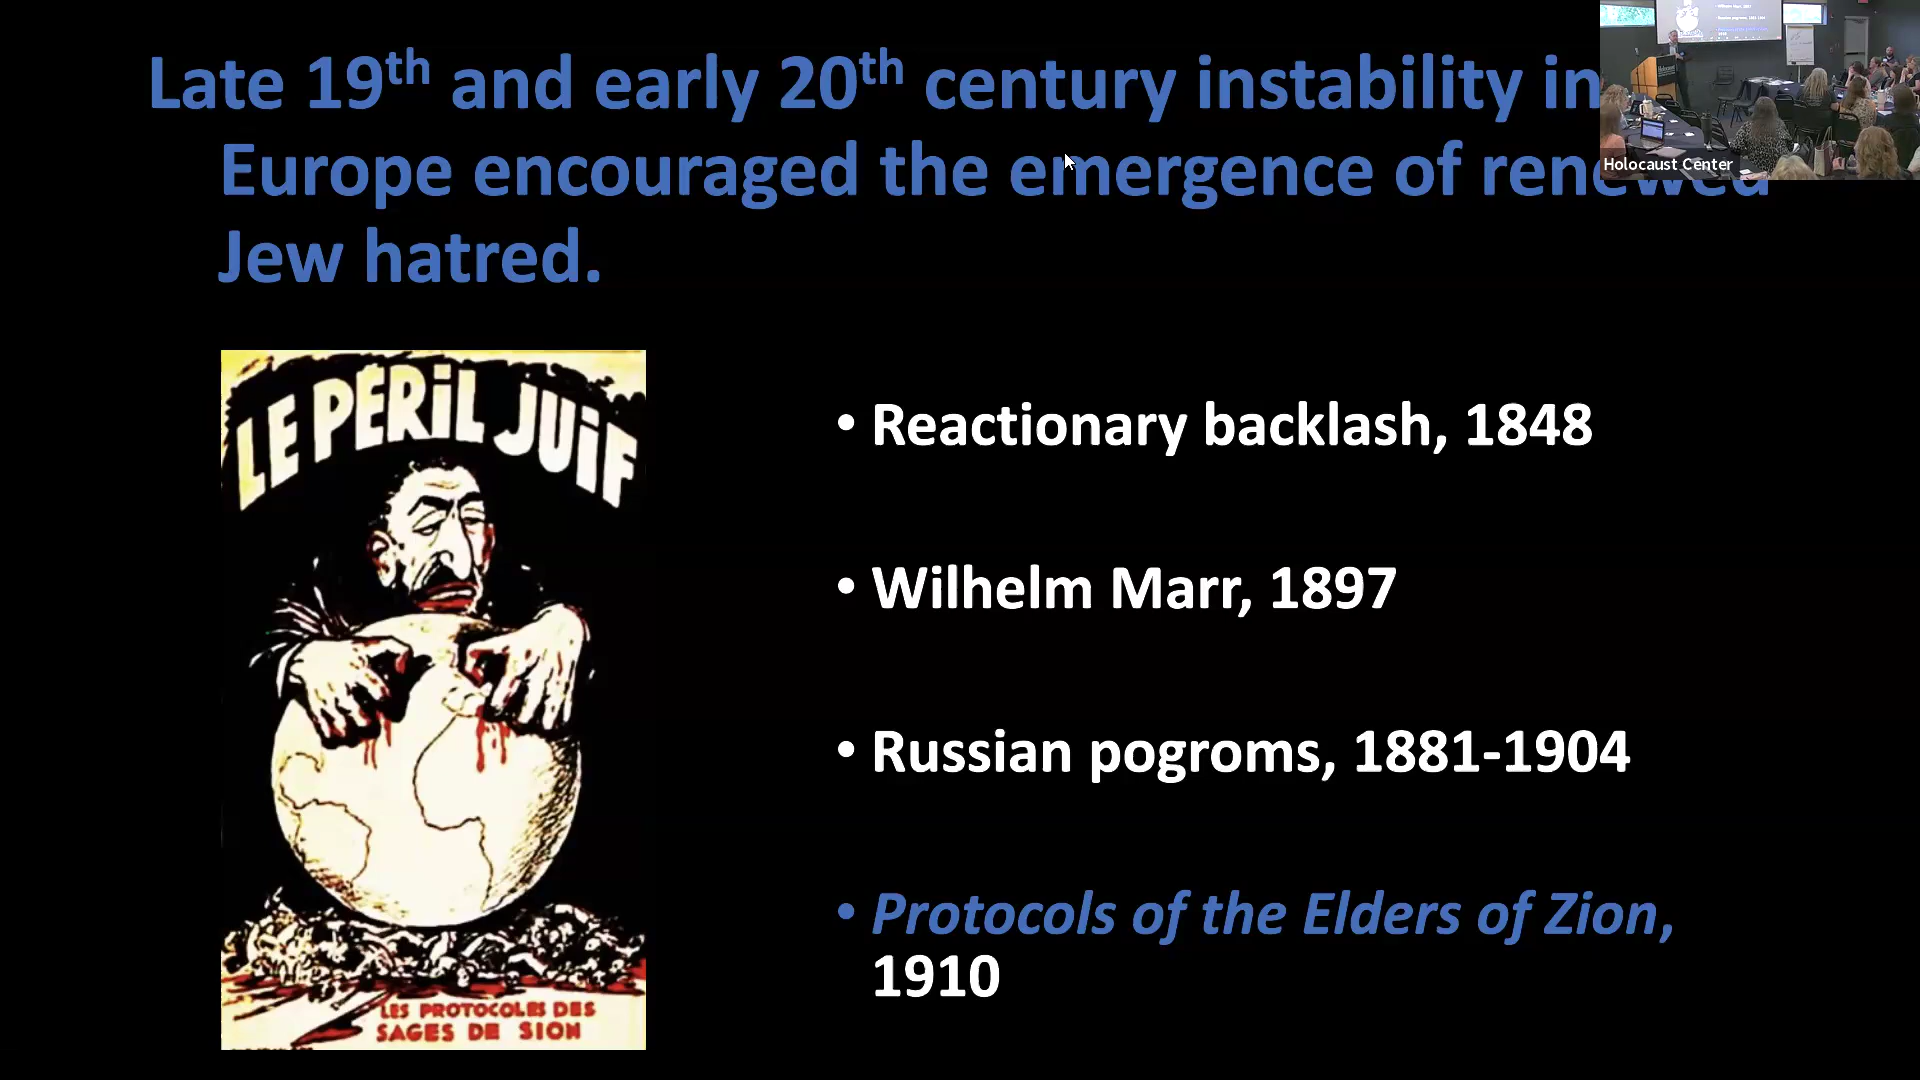 Late 19th and early 20th century instability in
Europe encouraged the emergence of renewed
Jew hatred.
Holocaust Center
LE PÉRIL JUIF
LES PROTOCOLES DES
SAGES DE SION
• Reactionary backlash, 1848
• Wilhelm Marr, 1897
• Russian pogroms, 1881-1904
• Protocols of the Elders of Zion,
1910